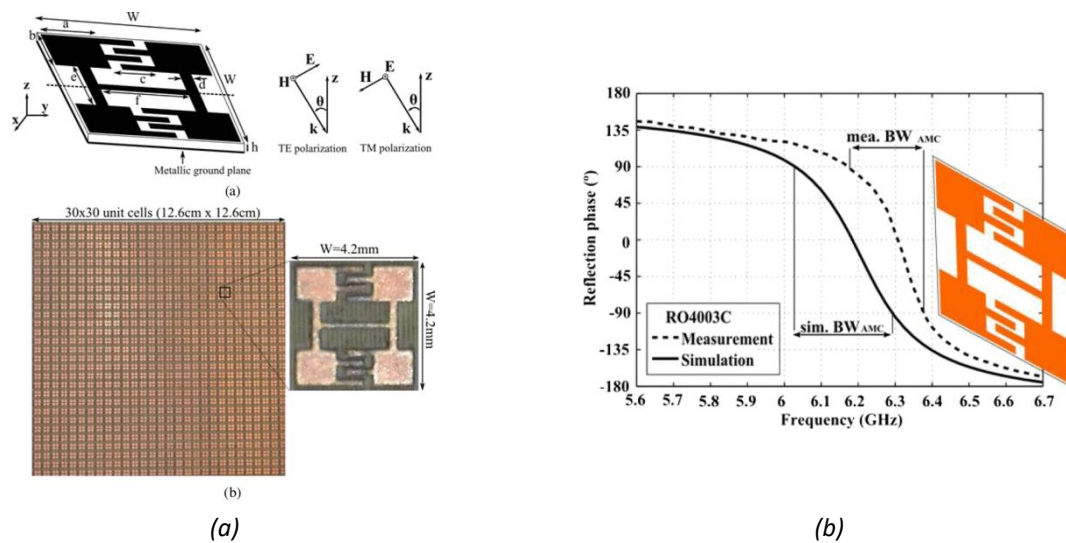 W
a
b
E
E
z
z
W
e
c
d
H
H
f
θ
θ
z
y
x
k
k
h
TE polarization
TM polarization
Metallic ground plane
(a)
30x30 unit cells (12.6cm x 12.6cm)
W=4.2mm
W=4.2mm
(b)
(a)
Reflection phase (º)
180
135
90
45
0
-45
-90
-135
-180
mea. BW AMC
sim. BWAMC
RO4003C
Measurement
Simulation
5.6 5.7 5.8 5.9 6 6.1 6.2 6.3 6.4 6.5 6.6 6.7
Frequency (GHz)
(b)